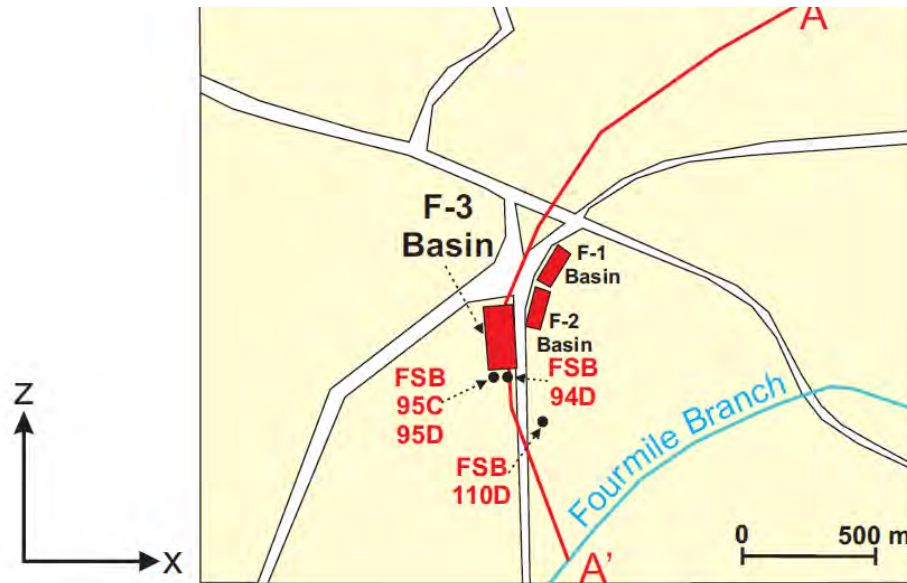 A
F-3
Basin
F-1
Basin
F-2
Basin
FSB
95C
95D
FSB
94D
FSB
110D
Fourmile Branch
Z
X
0 500 m
A'